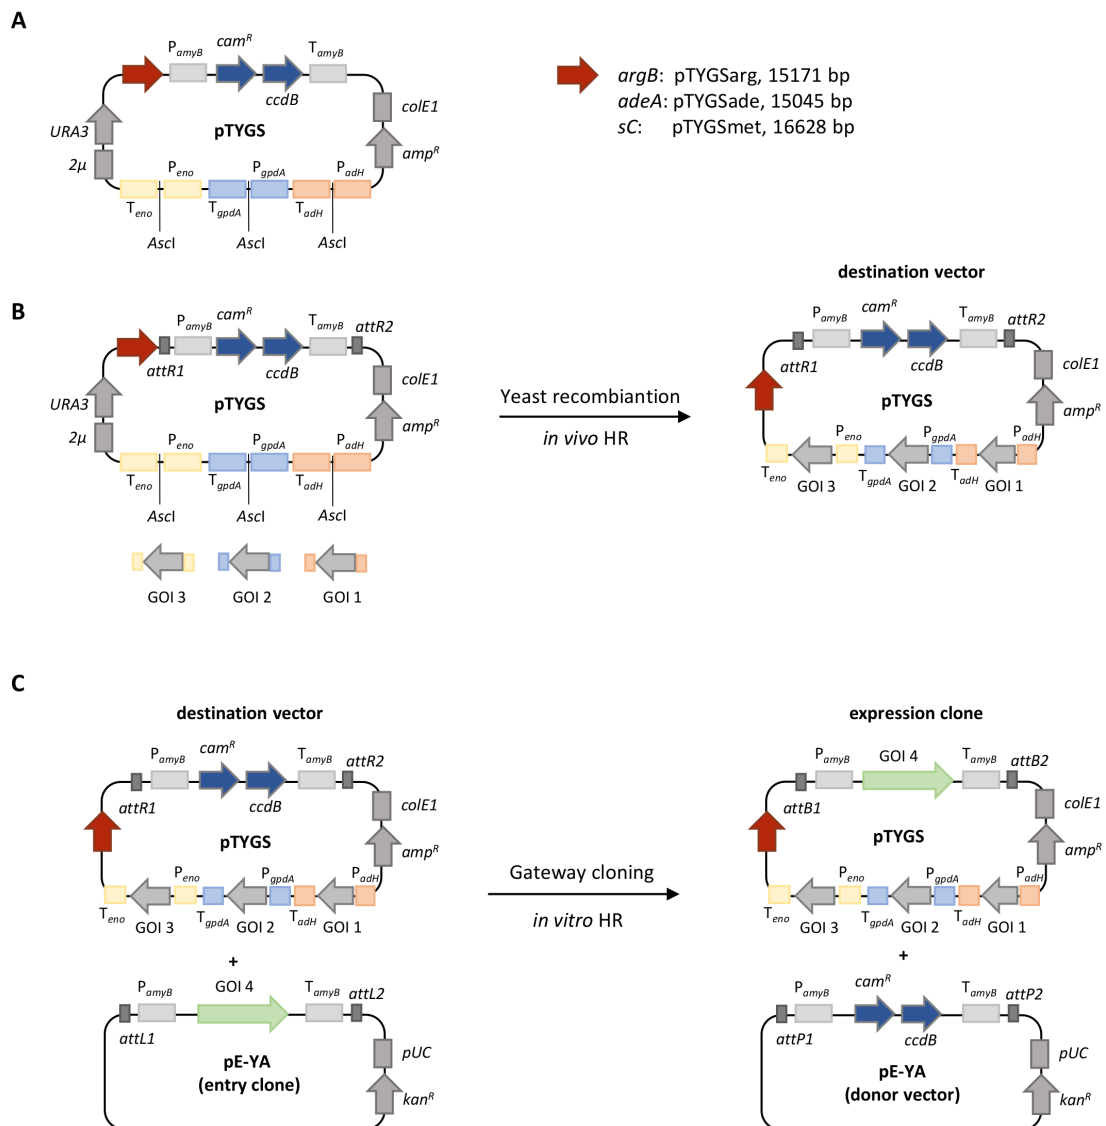 A
P amyB
cam^R
T amyB
ccdB
colE1
URA3
pTYGS
amp^R
2μ
P eno
P gpdA
P adH
T eno
T gpdA
T adH
AscI
AscI
AscI
argB: pTYGSarg, 15171 bp
adeA: pTYGSade, 15045 bp
sC: pTYGSmet, 16628 bp
B
P amyB
cam^R
T amyB
attR2
attR1
ccdB
colE1
URA3
pTYGS
amp^R
2μ
P eno
P gpdA
P adH
T eno
T gpdA
T adH
AscI
AscI
AscI
GOI 3
GOI 2
GOI 1
Yeast recombiantion
in vivo HR
destination vector
P amyB
cam^R
T amyB
attR2
attR1
ccdB
colE1
pTYGS
amp^R
P eno
P gpdA
P adH
T eno
GOI 3
T gpdA
GOI 2
T adH
GOI 1
C
destination vector
P amyB
cam^R
T amyB
attR2
attR1
ccdB
colE1
pTYGS
amp^R
P eno
P gpdA
P adH
T eno
GOI 3
T gpdA
GOI 2
T adH
GOI 1
+
GOI 4
P amyB
T amyB
attL2
attL1
pE-YA
(entry clone)
pUC
kan^R
Gateway cloning
in vitro HR
expression clone
P amyB
GOI 4
T amyB
attB2
attB1
colE1
pTYGS
amp^R
P eno
P gpdA
P adH
T eno
GOI 3
T gpdA
GOI 2
T adH
GOI 1
+
P amyB
cam^R
T amyB
attP2
attP1
ccdB
pE-YA
(donor vector)
pUC
kan^R